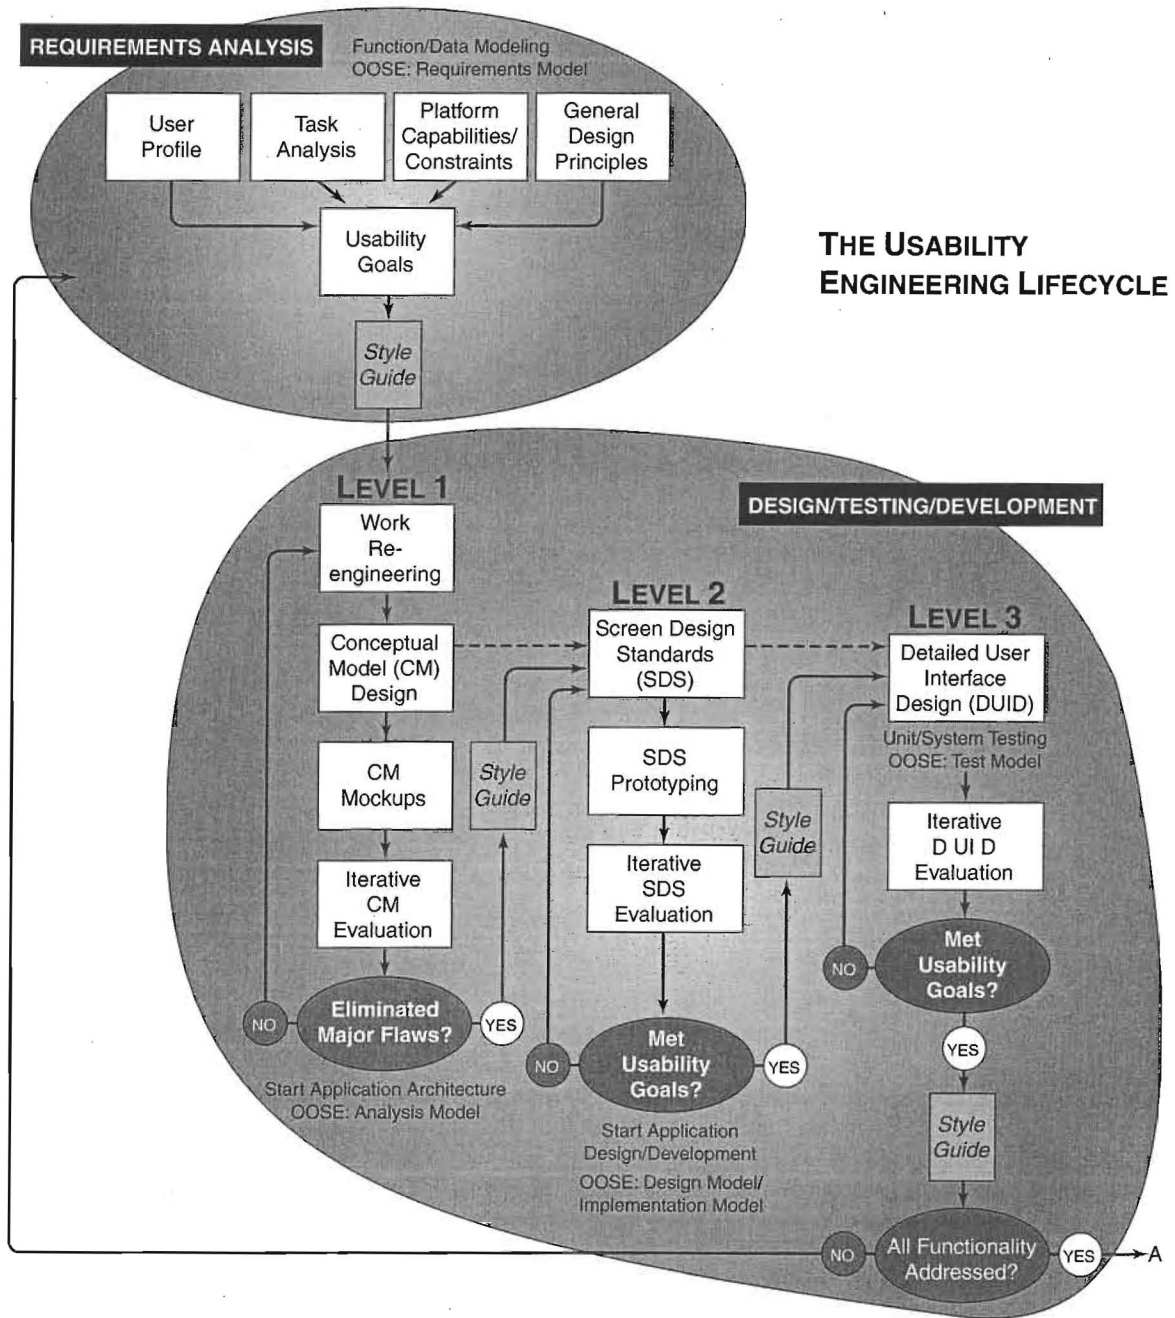 REQUIREMENTS ANALYSIS
Function/Data Modeling
OOSE: Requirements Model
User
Profile
Task
Analysis
Platform
Capabilities/
Constraints
General
Design
Principles
Usability
Goals
Style
Guide
THE USABILITY
ENGINEERING LIFECYCLE
DESIGN/TESTING/DEVELOPMENT
LEVEL 1
Work
Re-
engineering
Conceptual
Model (CM)
Design
CM
Mockups
Iterative
CM
Evaluation
Eliminated
Major Flaws?
NO
YES
Start Application Architecture
OOSE: Analysis Model
Style
Guide
LEVEL 2
Screen Design
Standards
(SDS)
SDS
Prototyping
Iterative
SDS
Evaluation
Met
Usability
Goals?
NO
YES
Start Application
Design/Development
OOSE: Design Model/
Implementation Model
Style
Guide
LEVEL 3
Detailed User
Interface
Design (DUID)
Unit/System Testing
OOSE: Test Model
Iterative
D UI D
Evaluation
Met
Usability
Goals?
NO
YES
Style
Guide
All Functionality
Addressed?
NO
YES
A